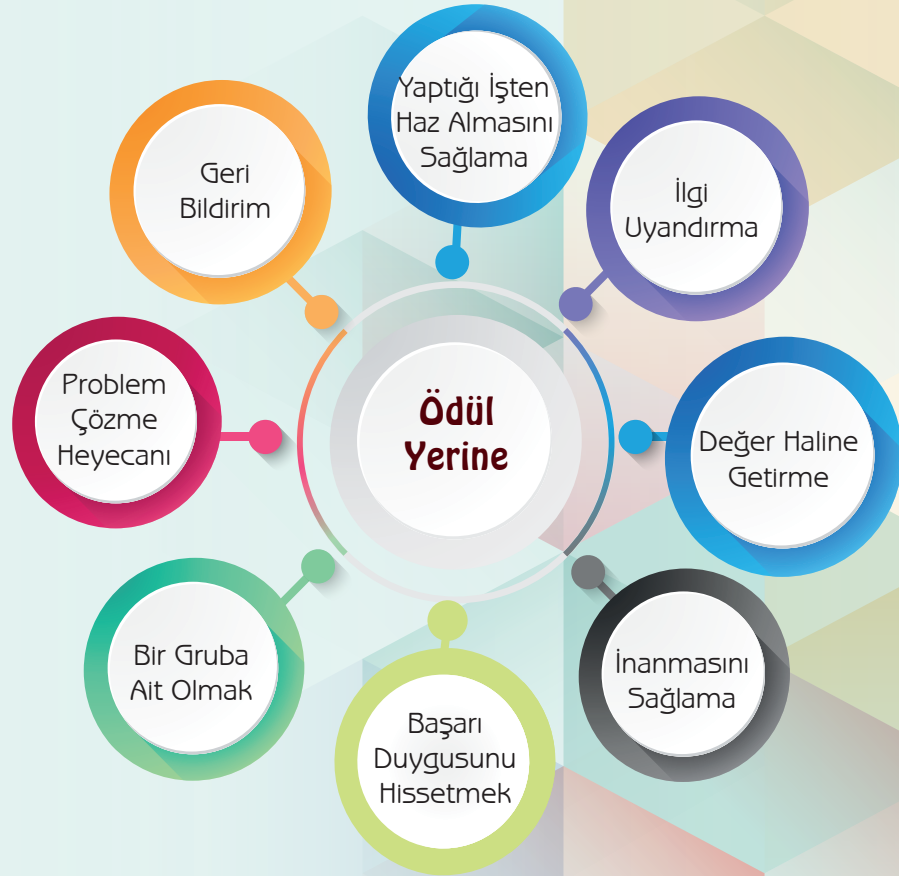 Ödül
Yerine
Yaptığı İşten
Haz Almasını
Sağlama
İlgi
Uyandırma
Değer Haline
Getirme
İnanmasını
Sağlama
Başarı
Duygusunu
Hissetmek
Bir Gruba
Ait Olmak
Problem
Çözme
Heyecanı
Geri
Bildirim